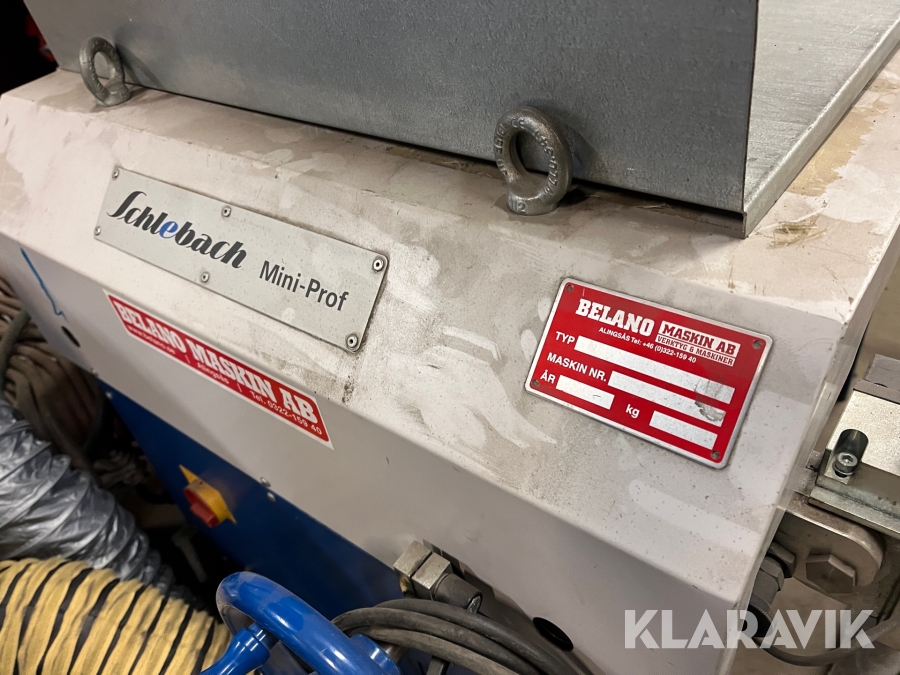 Schlebach Mini-Prof
BELANO MASKIN AB
Alingsås Tel. 0322-159 40
BELANO MASKIN AB
VERKTYG & MASKINER
ALINGSÅS Tel: +46 (0)322-159 40
TYP
MASKIN NR.
ÅR kg
KLARAVIK